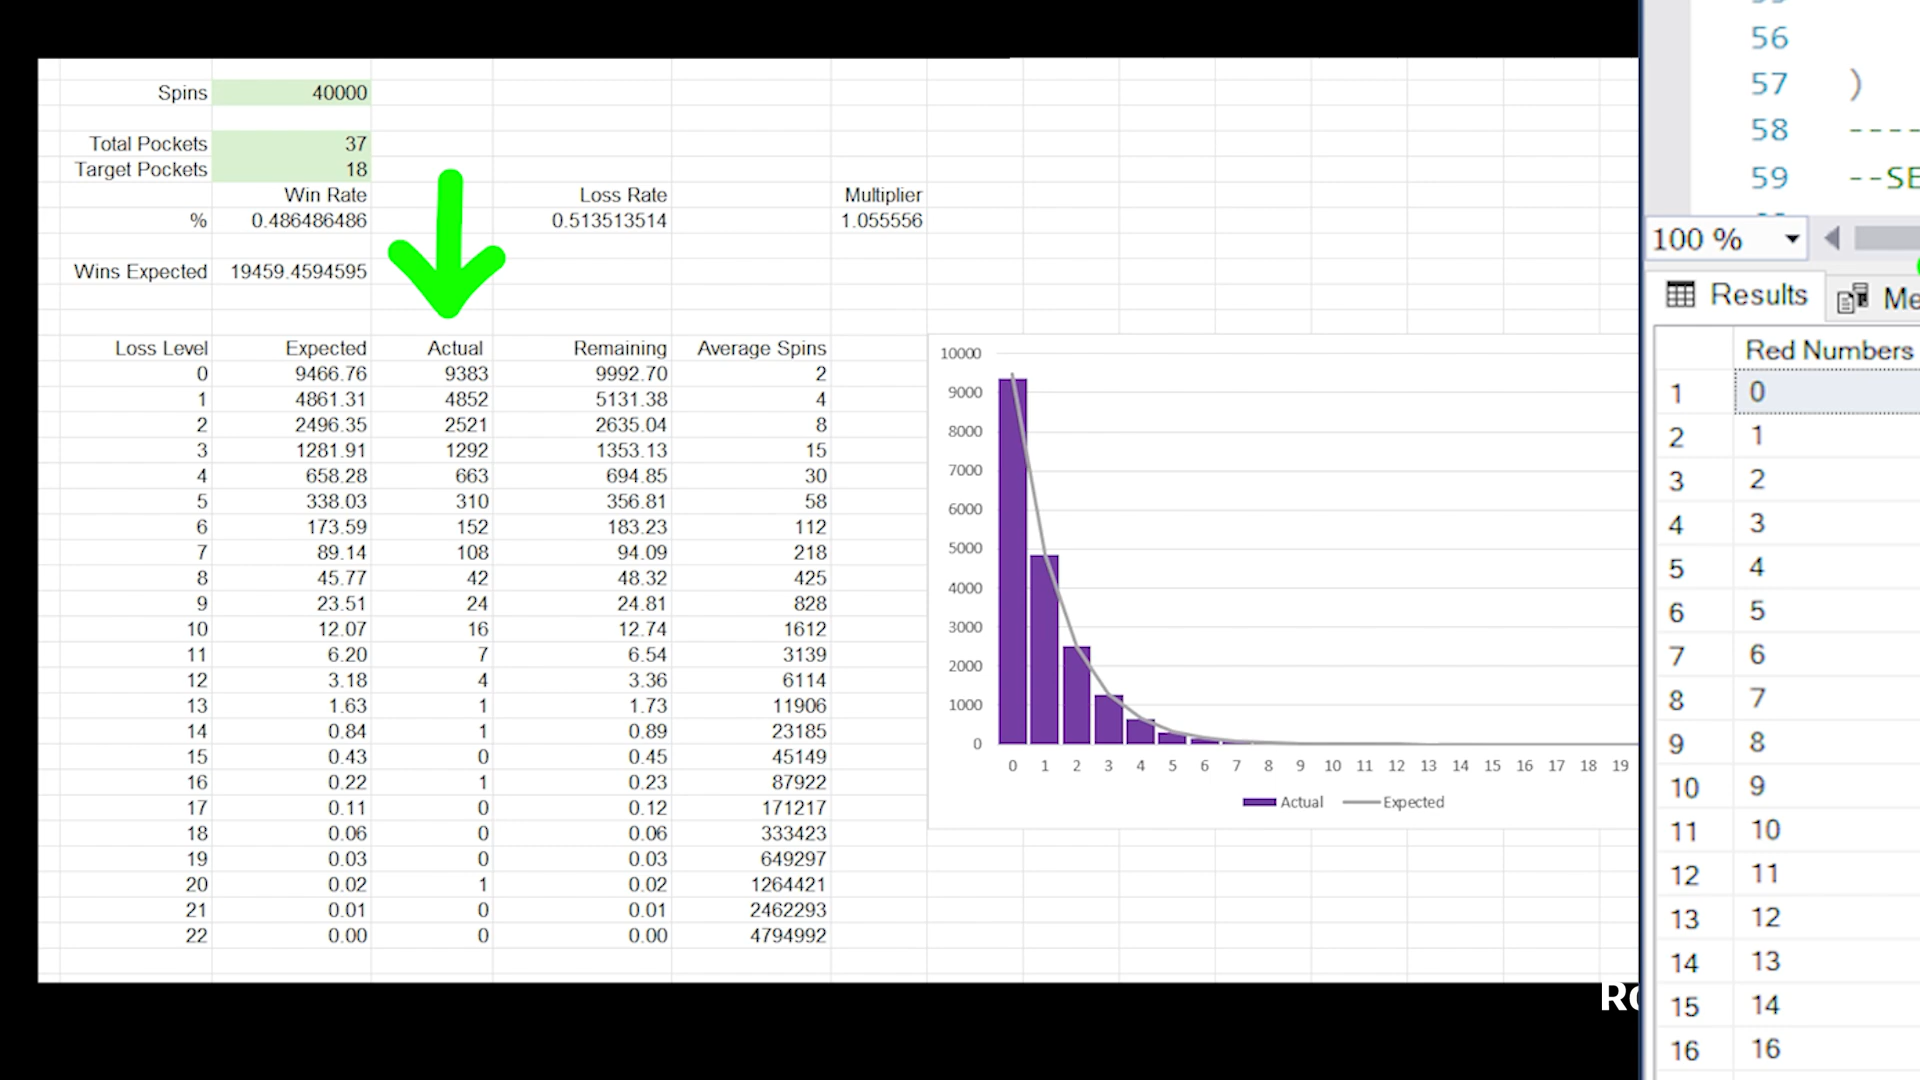 Spins 40000
Total Pockets 37
Target Pockets 18
Win Rate Loss Rate Multiplier
% 0.486486486 0.513513514 1.055556
Wins Expected 19459.4594595
Loss Level Expected Actual Remaining Average Spins
0 9466.76 9383 9992.70 2
1 4861.31 4852 5131.38 4
2 2496.35 2521 2635.04 8
3 1281.91 1292 1353.13 15
4 658.28 663 694.85 30
5 338.03 310 356.81 58
6 173.59 152 183.23 112
7 89.14 108 94.09 218
8 45.77 42 48.32 425
9 23.51 24 24.81 828
10 12.07 16 12.74 1612
11 6.20 7 6.54 3139
12 3.18 4 3.36 6114
13 1.63 1 1.73 11906
14 0.84 1 0.89 23185
15 0.43 0 0.45 45149
16 0.22 1 0.23 87922
17 0.11 0 0.12 171217
18 0.06 0 0.06 333423
19 0.03 0 0.03 649297
20 0.02 1 0.02 1264421
21 0.01 0 0.01 2462293
22 0.00 0 0.00 4794992
10000
9000
8000
7000
6000
5000
4000
3000
2000
1000
0
0 1 2 3 4 5 6 7 8 9 10 11 12 13 14 15 16 17 18 19
Actual Expected
56
57 )
58 ----
59 --SE
100 %
Results Me
Red Numbers
1 0
2 1
3 2
4 3
5 4
6 5
7 6
8 7
9 8
10 9
11 10
12 11
13 12
14 13
15 14
16 16